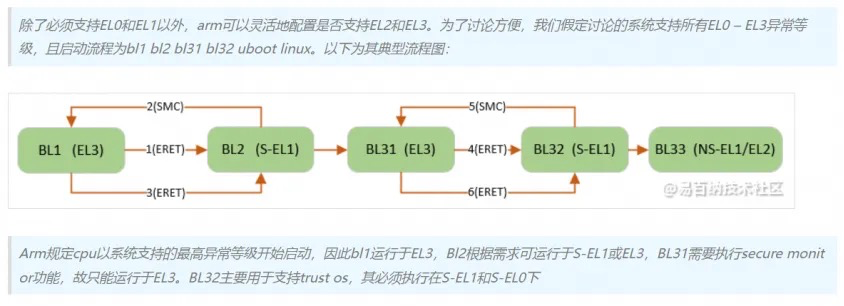 除了必须支持EL0和EL1以外，arm可以灵活地配置是否支持EL2和EL3。为了讨论方便，我们假定讨论的系统支持所有EL0 – EL3异常等
级，且启动流程为bl1 bl2 bl31 bl32 uboot linux。以下为其典型流程图：
2(SMC)
5(SMC)
BL1 (EL3)
1(ERET)
BL2 (S-EL1)
BL31 (EL3)
4(ERET)
BL32 (S-EL1)
BL33 (NS-EL1/EL2)
3(ERET)
6(ERET)
@易百纳技术社区
Arm规定cpu以系统支持的最高异常等级开始启动，因此bl1运行于EL3，Bl2根据需求可运行于S-EL1或EL3，BL31需要执行secure monit
or功能，故只能运行于EL3。BL32主要用于支持trust os，其必须执行在S-EL1和S-EL0下